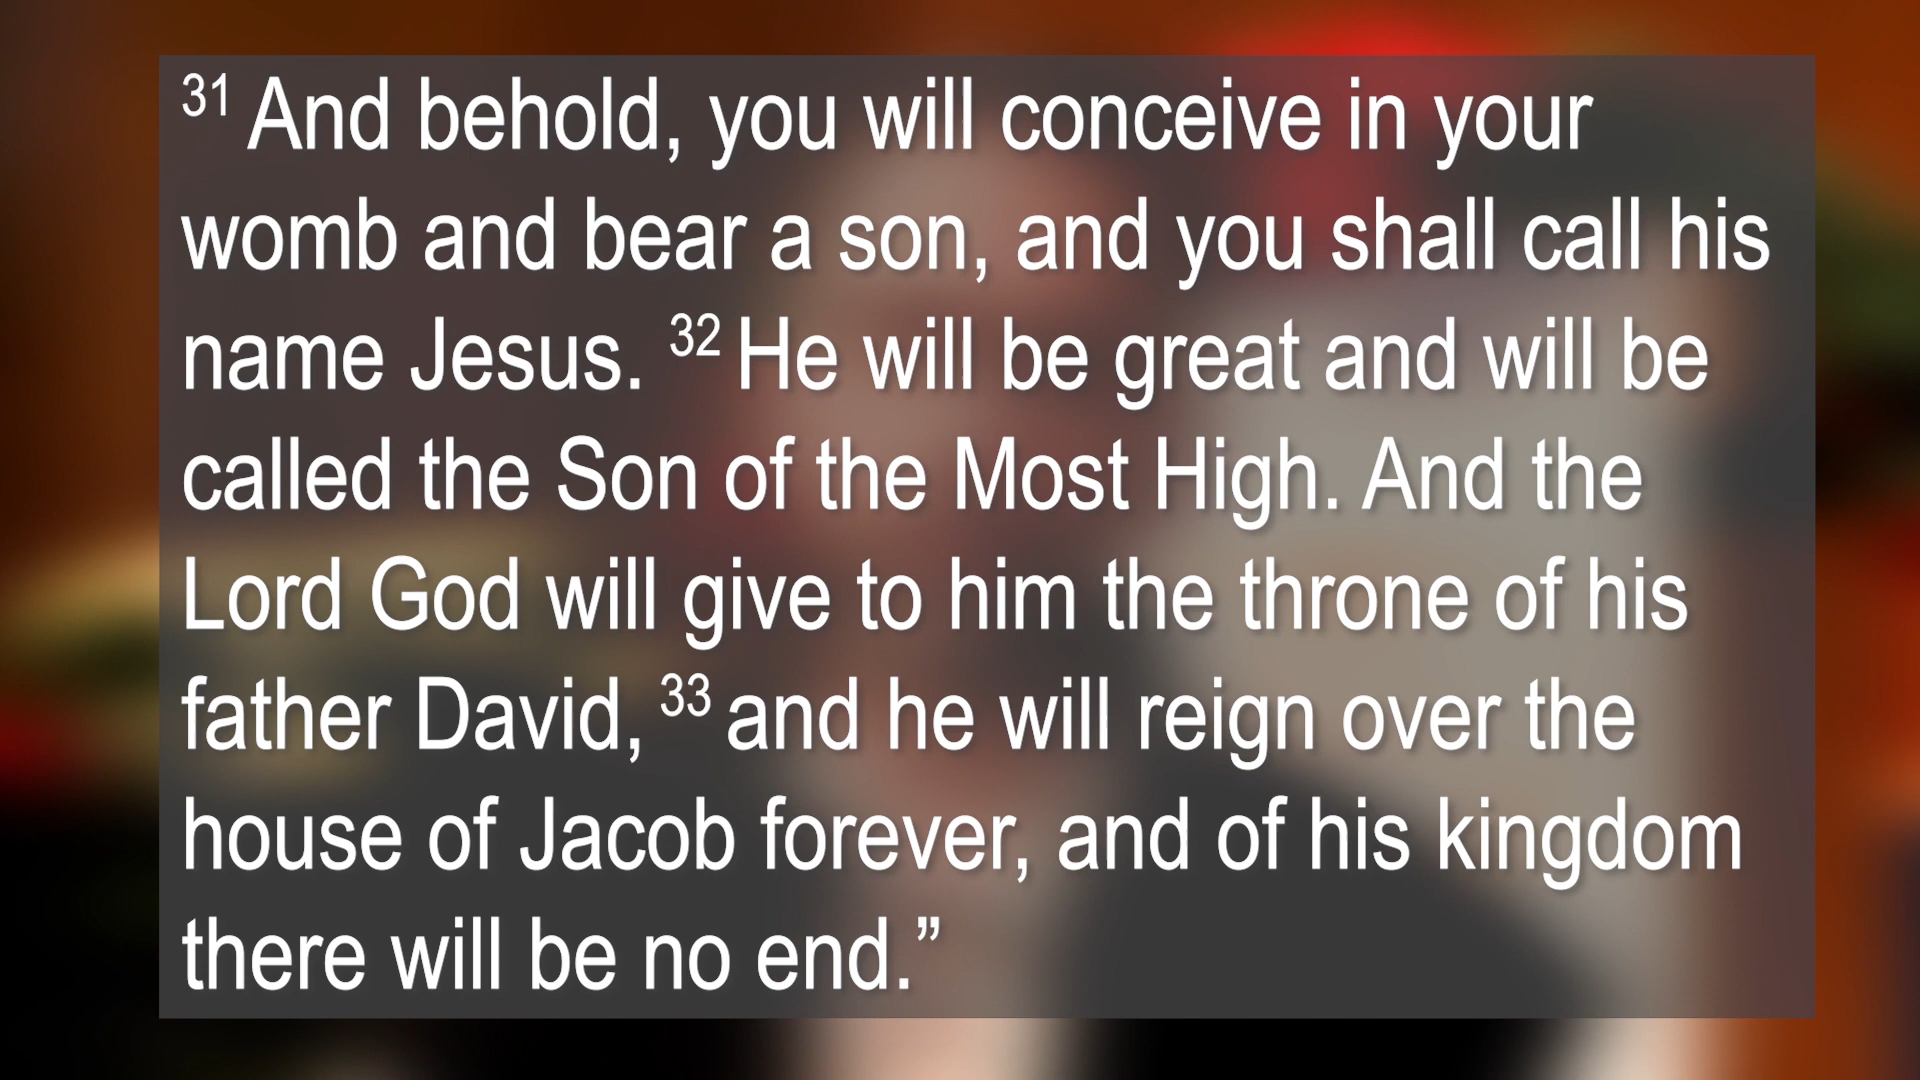 31 And behold, you will conceive in your
womb and bear a son, and you shall call his
name Jesus. 32 He will be great and will be
called the Son of the Most High. And the
Lord God will give to him the throne of his
father David, 33 and he will reign over the
house of Jacob forever, and of his kingdom
there will be no end.”